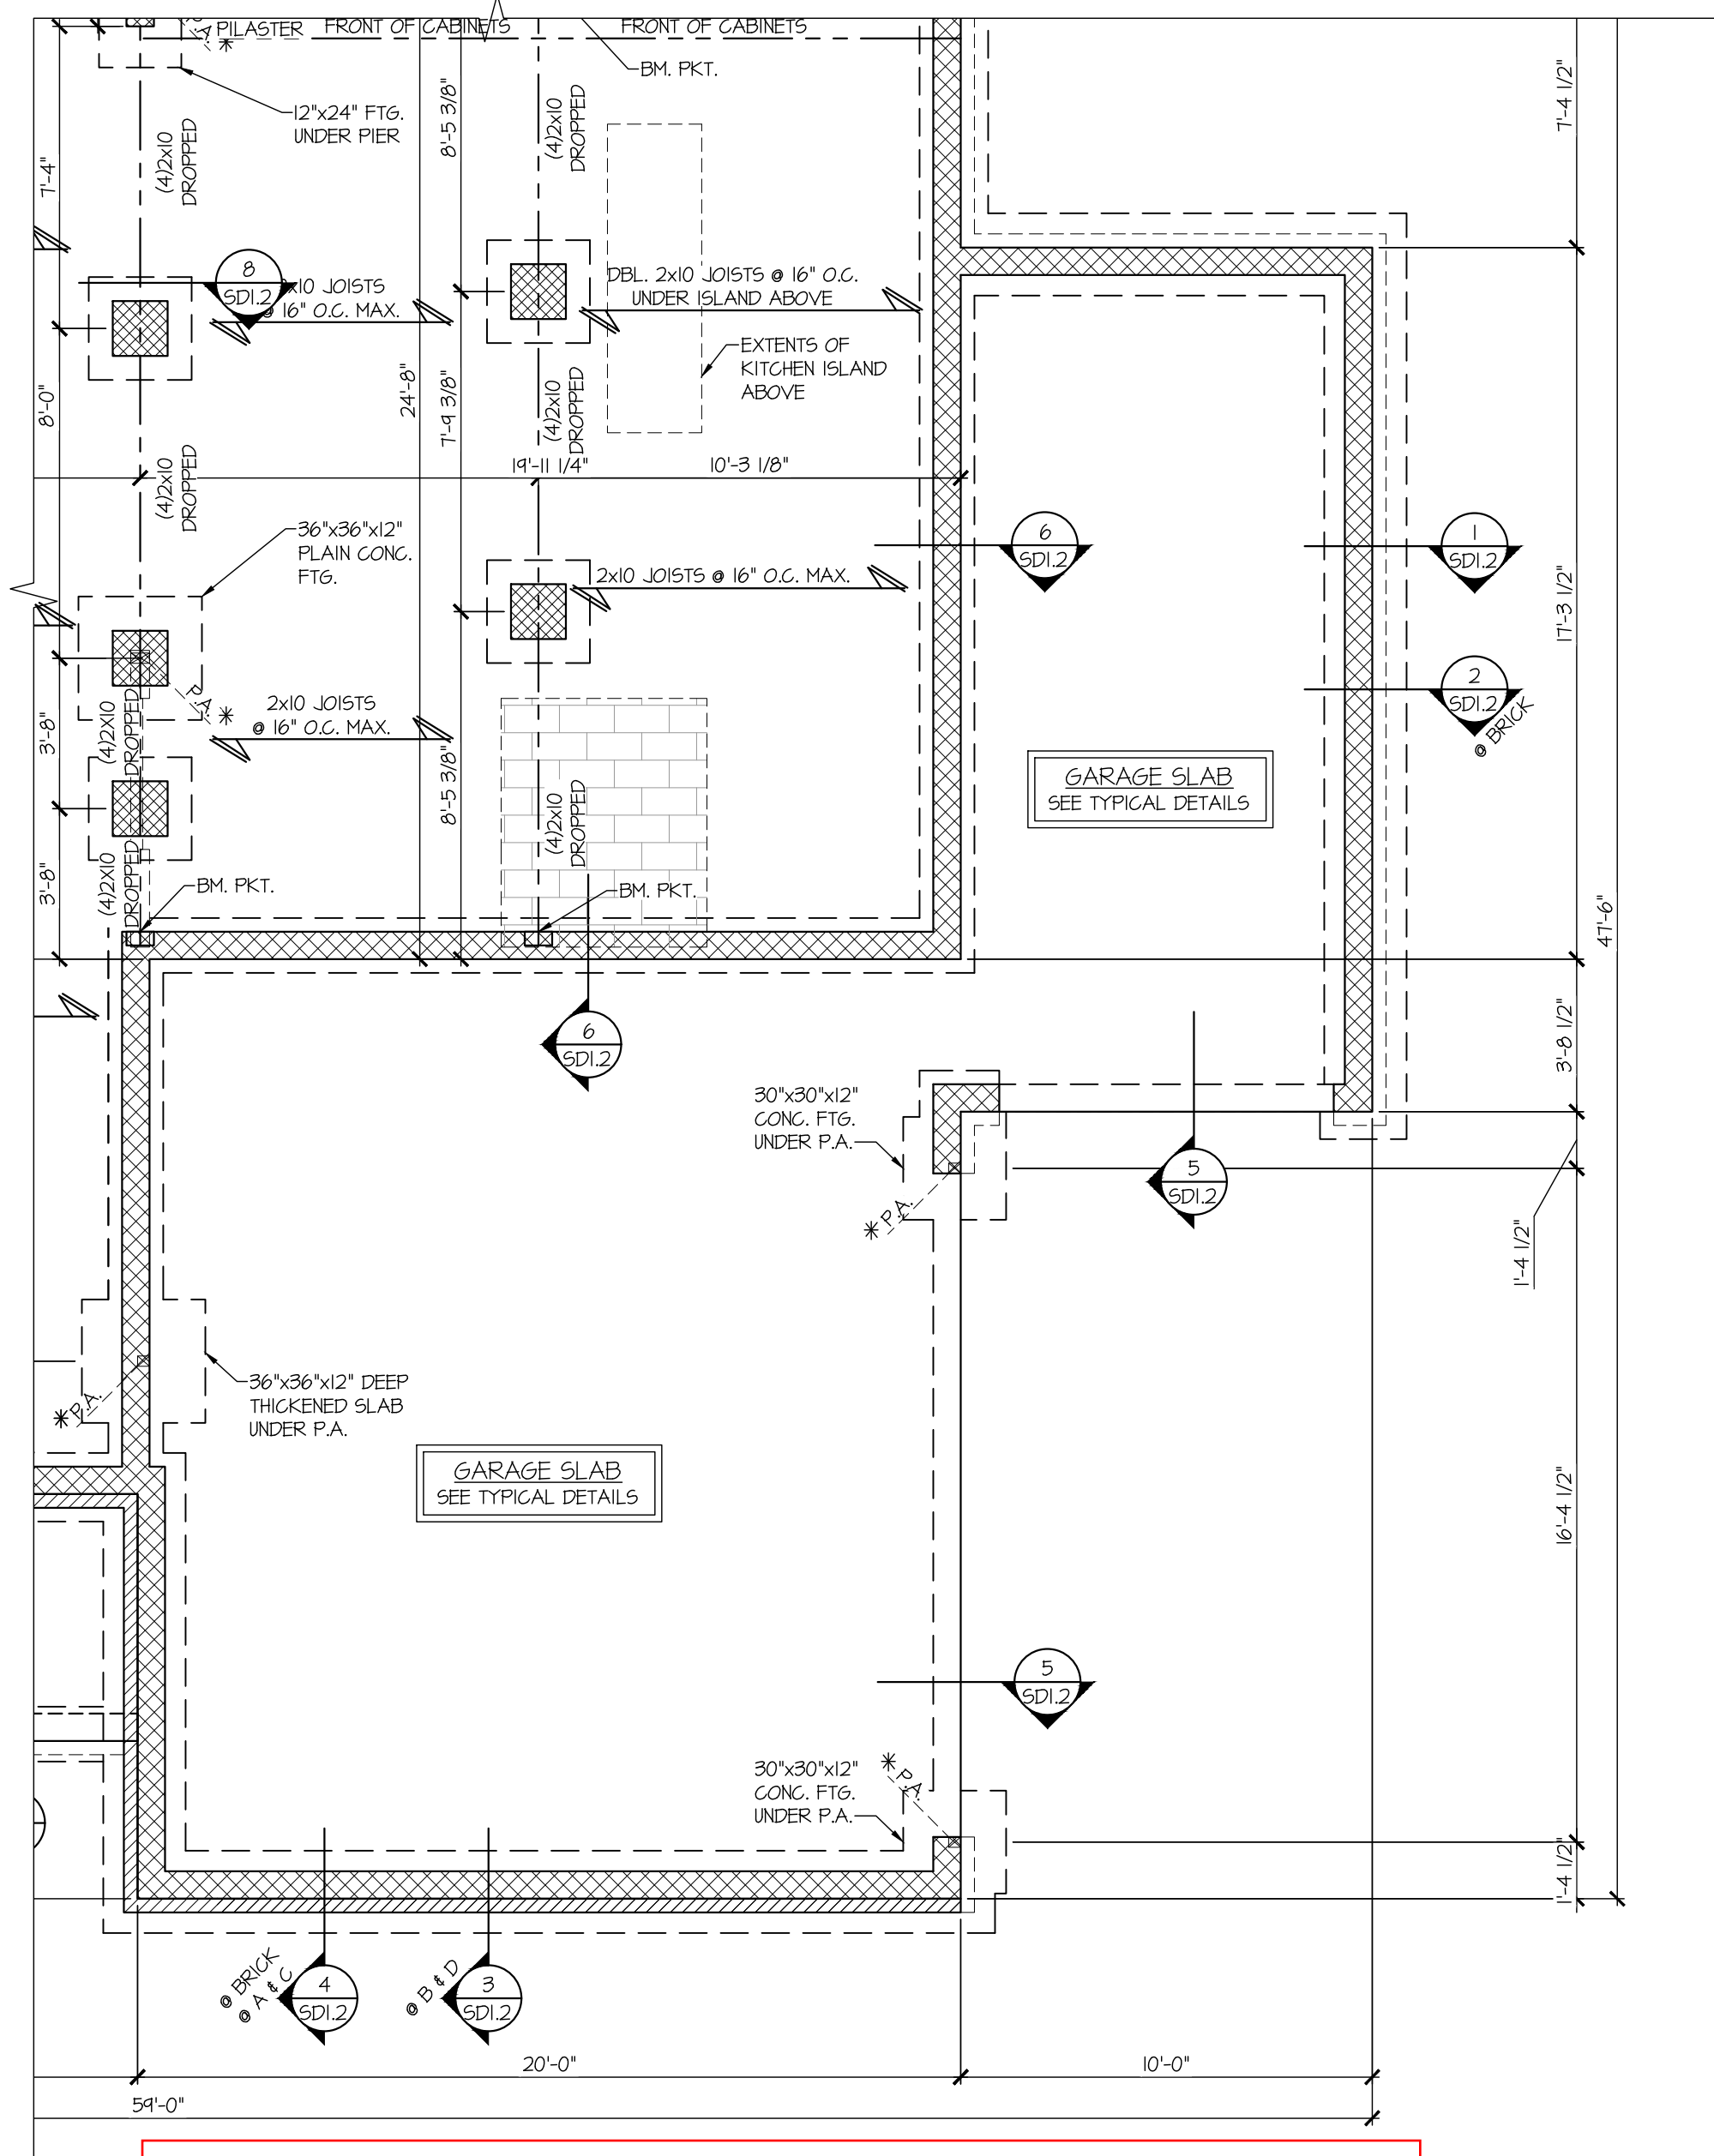 P.A.
PILASTER
FRONT OF CABINETS
FRONT OF CABINETS
BM. PKT.
7'-4 1/2"
12"x24" FTG.
UNDER PIER
8'-5 3/8"
(4)2x10
DROPPED
(4)2x10
DROPPED
7'-4"
8
SD1.2
2x10 JOISTS
@ 16" O.C. MAX.
DBL. 2x10 JOISTS @ 16" O.C.
UNDER ISLAND ABOVE
EXTENTS OF
KITCHEN ISLAND
ABOVE
8'-0"
24'-8"
7'-9 3/8"
(4)2x10
DROPPED
(4)2x10
DROPPED
19'-11 1/4"
10'-3 1/8"
36"x36"x12"
PLAIN CONC.
FTG.
6
SD1.2
1
SD1.2
17'-3 1/2"
2x10 JOISTS @ 16" O.C. MAX.
2
SD1.2
@ BRICK
P.A.
2x10 JOISTS
@ 16" O.C. MAX.
3'-8"
(4)2x10
DROPPED
8'-5 3/8"
(4)2x10
DROPPED
GARAGE SLAB
SEE TYPICAL DETAILS
3'-8"
(4)2x10
DROPPED
BM. PKT.
BM. PKT.
47'-6"
6
SD1.2
3'-8 1/2"
30"x30"x12"
CONC. FTG.
UNDER P.A.
5
SD1.2
P.A.
1'-4 1/2"
36"x36"x12" DEEP
THICKENED SLAB
UNDER P.A.
P.A.
GARAGE SLAB
SEE TYPICAL DETAILS
16'-4 1/2"
5
SD1.2
30"x30"x12"
CONC. FTG.
UNDER P.A.
P.A.
1'-4 1/2"
@ BRICK
@ A & C
4
SD1.2
@ B & D
3
SD1.2
20'-0"
10'-0"
59'-0"